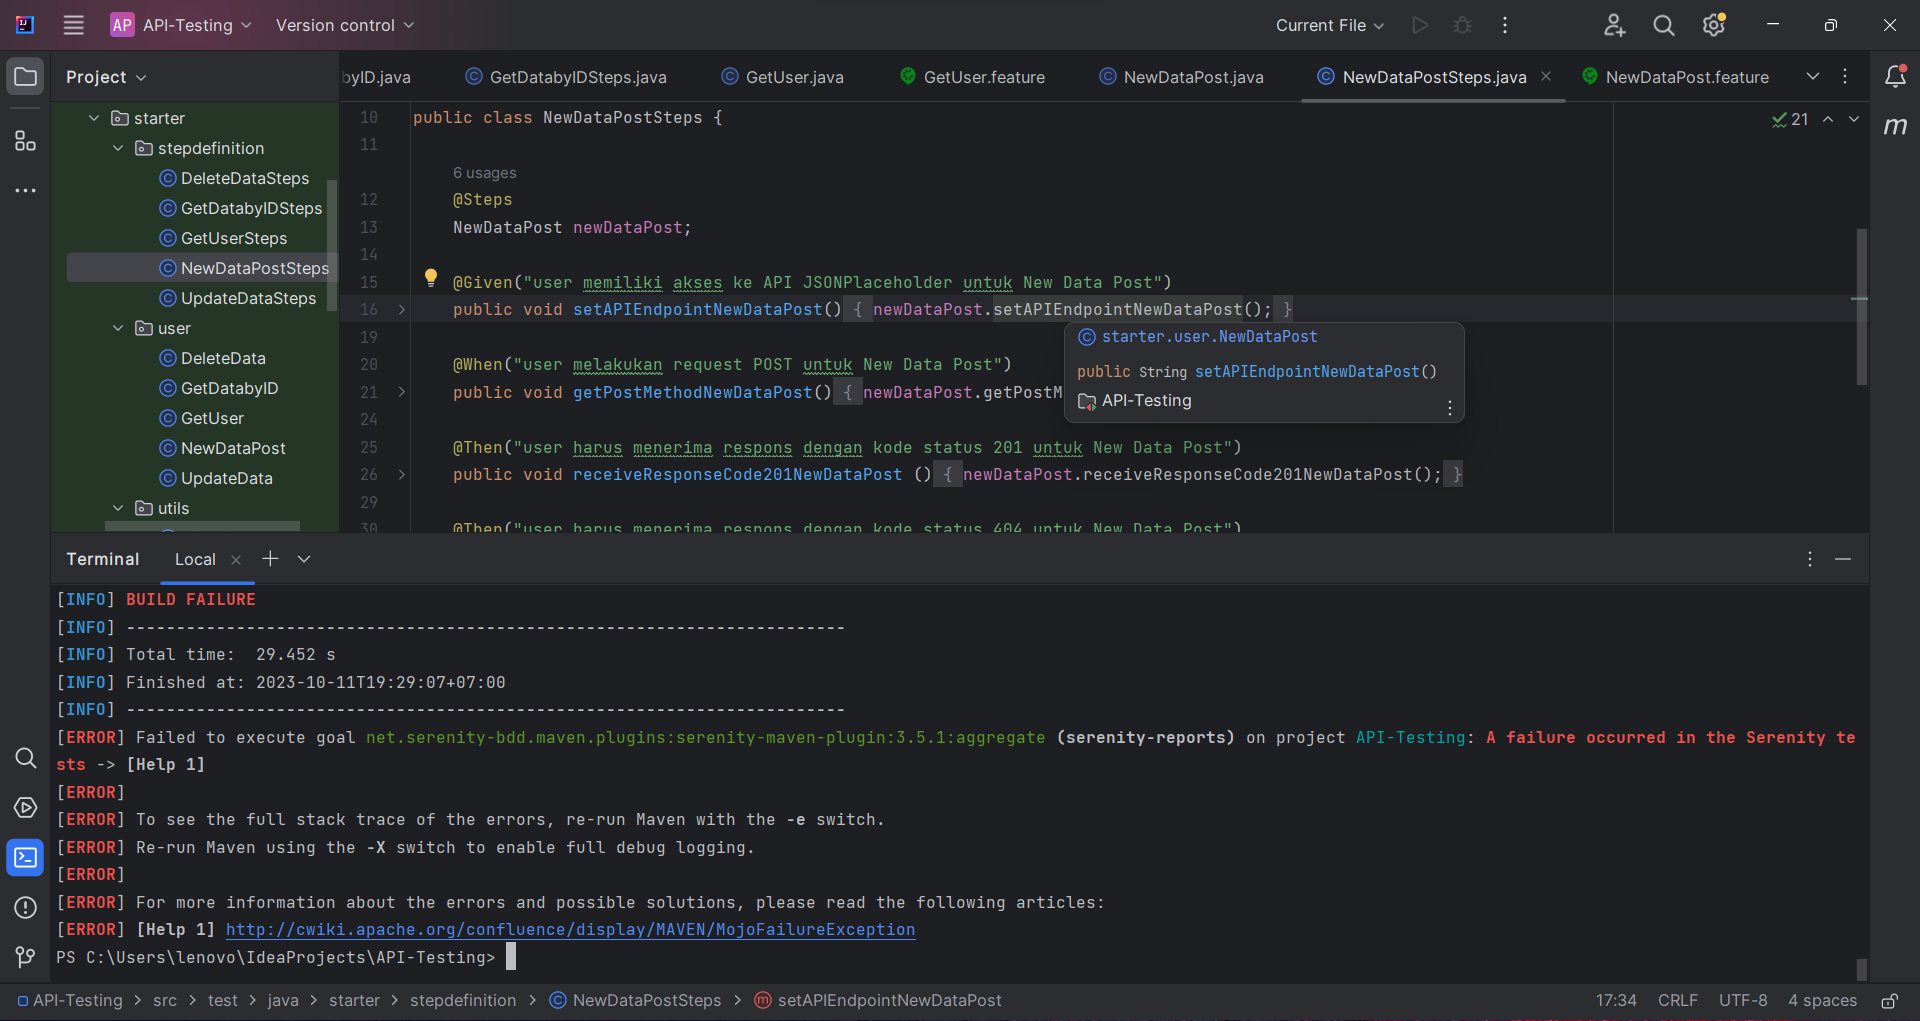 AP API-Testing Version control Current File
Project
byID.java GetDatabyIDSteps.java GetUser.java GetUser.feature NewDataPost.java NewDataPostSteps.java NewDataPost.feature
starter
stepdefinition
DeleteDataSteps
GetDatabyIDSteps
GetUserSteps
NewDataPostSteps
UpdateDataSteps
user
DeleteData
GetDatabyID
GetUser
NewDataPost
UpdateData
utils
10 public class NewDataPostSteps {
21
11
6 usages
12 @Steps
13 NewDataPost newDataPost;
14
15 @Given("user memiliki akses ke API JSONPlaceholder untuk New Data Post")
16 public void setAPIEndpointNewDataPost() { newDataPost.setAPIEndpointNewDataPost(); }
19
20 @When("user melakukan request POST untuk New Data Post")
21 public void getPostMethodNewDataPost() { newDataPost.getPostM
24
25 @Then("user harus menerima respons dengan kode status 201 untuk New Data Post")
26 public void receiveResponseCode201NewDataPost () { newDataPost.receiveResponseCode201NewDataPost(); }
29
30 @Then("user harus menerima respons dengan kode status 404 untuk New Data Post")
starter.user.NewDataPost
public String setAPIEndpointNewDataPost()
API-Testing
Terminal Local
[INFO] BUILD FAILURE
[INFO] ------------------------------------------------------------------------
[INFO] Total time:  29.452 s
[INFO] Finished at: 2023-10-11T19:29:07+07:00
[INFO] ------------------------------------------------------------------------
[ERROR] Failed to execute goal net.serenity-bdd.maven.plugins:serenity-maven-plugin:3.5.1:aggregate (serenity-reports) on project API-Testing: A failure occurred in the Serenity te
sts -> [Help 1]
[ERROR]
[ERROR] To see the full stack trace of the errors, re-run Maven with the -e switch.
[ERROR] Re-run Maven using the -X switch to enable full debug logging.
[ERROR]
[ERROR] For more information about the errors and possible solutions, please read the following articles:
[ERROR] [Help 1] http://cwiki.apache.org/confluence/display/MAVEN/MojoFailureException
PS C:\Users\lenovo\IdeaProjects\API-Testing>
API-Testing > src > test > java > starter > stepdefinition > NewDataPostSteps > setAPIEndpointNewDataPost 17:34 CRLF UTF-8 4 spaces